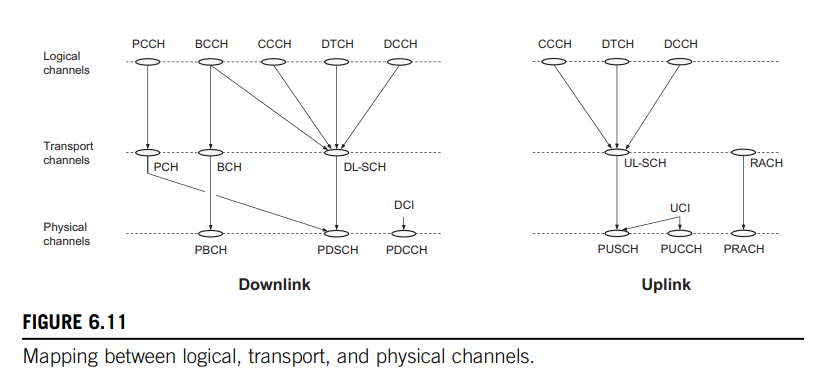 PCCH BCCH CCCH DTCH DCCH CCCH DTCH DCCH
Logical
channels
Transport
channels
PCH BCH DL-SCH UL-SCH RACH
DCI UCI
Physical
channels
PBCH PDSCH PDCCH PUSCH PUCCH PRACH
Downlink Uplink
FIGURE 6.11
Mapping between logical, transport, and physical channels.